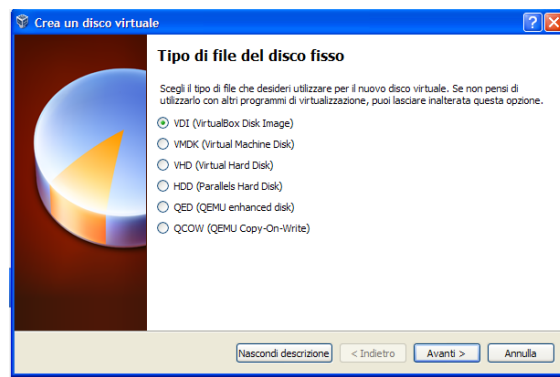 Crea un disco virtuale
Tipo di file del disco fisso
Scegli il tipo di file che desideri utilizzare per il nuovo disco virtuale. Se non pensi di
utilizzarlo con altri programmi di virtualizzazione, puoi lasciare inalterata questa opzione.
VDI (VirtualBox Disk Image)
VMDK (Virtual Machine Disk)
VHD (Virtual Hard Disk)
HDD (Parallels Hard Disk)
QED (QEMU enhanced disk)
QCOW (QEMU Copy-On-Write)
Nascondi descrizione < Indietro Avanti > Annulla